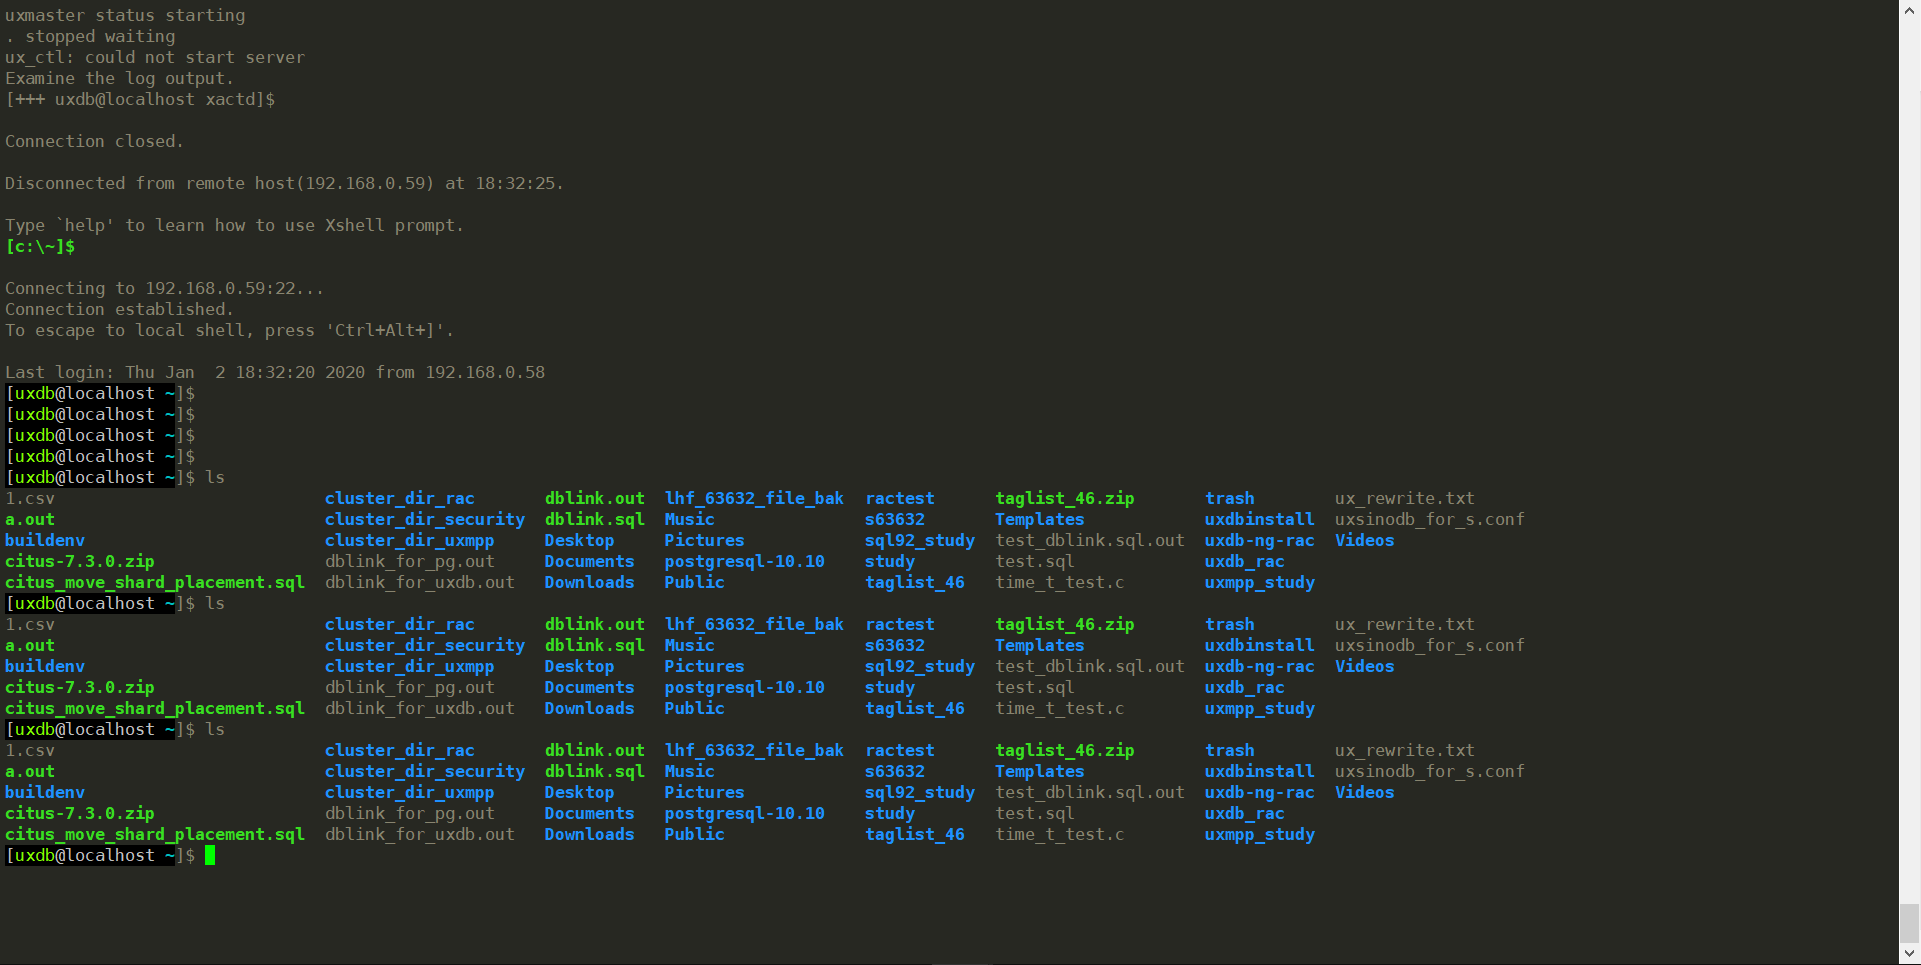 uxmaster status starting
. stopped waiting
ux_ctl: could not start server
Examine the log output.
[+++ uxdb@localhost xactd]$
Connection closed.
Disconnected from remote host(192.168.0.59) at 18:32:25.
Type `help' to learn how to use Xshell prompt.
[c:\~]$
Connecting to 192.168.0.59:22...
Connection established.
To escape to local shell, press 'Ctrl+Alt+]'.
Last login: Thu Jan  2 18:32:20 2020 from 192.168.0.58
[uxdb@localhost ~]$
[uxdb@localhost ~]$
[uxdb@localhost ~]$
[uxdb@localhost ~]$
[uxdb@localhost ~]$ ls
1.csv                           cluster_dir_rac       dblink.out  lhf_63632_file_bak  ractest      taglist_46.zip       trash        ux_rewrite.txt
a.out                           cluster_dir_security  dblink.sql  Music               s63632       Templates            uxdbinstall  uxsinodb_for_s.conf
buildenv                        cluster_dir_uxmpp     Desktop     Pictures            sql92_study  test_dblink.sql.out  uxdb-ng-rac  Videos
citus-7.3.0.zip                 dblink_for_pg.out     Documents   postgresql-10.10    study        test.sql             uxdb_rac
citus_move_shard_placement.sql  dblink_for_uxdb.out   Downloads   Public              taglist_46   time_t_test.c        uxmpp_study
[uxdb@localhost ~]$ ls
1.csv                           cluster_dir_rac       dblink.out  lhf_63632_file_bak  ractest      taglist_46.zip       trash        ux_rewrite.txt
a.out                           cluster_dir_security  dblink.sql  Music               s63632       Templates            uxdbinstall  uxsinodb_for_s.conf
buildenv                        cluster_dir_uxmpp     Desktop     Pictures            sql92_study  test_dblink.sql.out  uxdb-ng-rac  Videos
citus-7.3.0.zip                 dblink_for_pg.out     Documents   postgresql-10.10    study        test.sql             uxdb_rac
citus_move_shard_placement.sql  dblink_for_uxdb.out   Downloads   Public              taglist_46   time_t_test.c        uxmpp_study
[uxdb@localhost ~]$ ls
1.csv                           cluster_dir_rac       dblink.out  lhf_63632_file_bak  ractest      taglist_46.zip       trash        ux_rewrite.txt
a.out                           cluster_dir_security  dblink.sql  Music               s63632       Templates            uxdbinstall  uxsinodb_for_s.conf
buildenv                        cluster_dir_uxmpp     Desktop     Pictures            sql92_study  test_dblink.sql.out  uxdb-ng-rac  Videos
citus-7.3.0.zip                 dblink_for_pg.out     Documents   postgresql-10.10    study        test.sql             uxdb_rac
citus_move_shard_placement.sql  dblink_for_uxdb.out   Downloads   Public              taglist_46   time_t_test.c        uxmpp_study
[uxdb@localhost ~]$